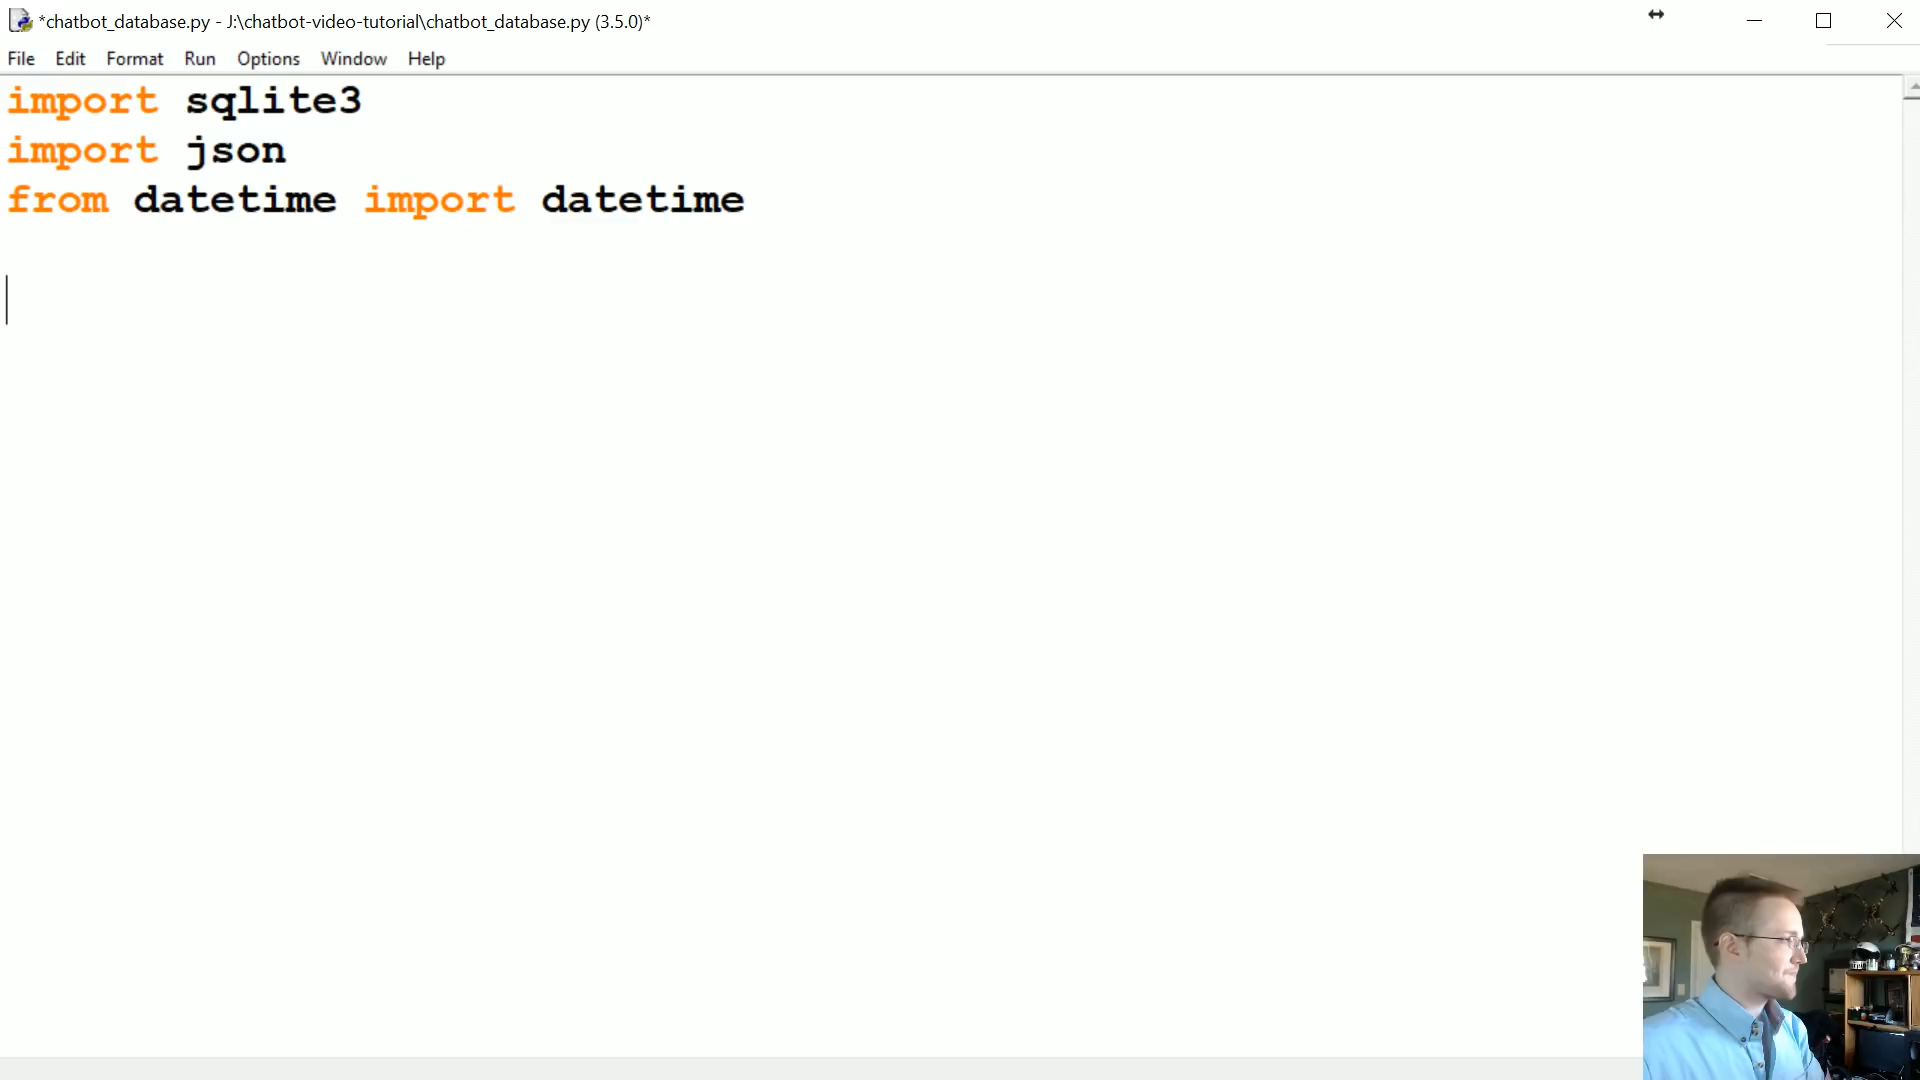 *chatbot_database.py - J:\chatbot-video-tutorial\chatbot_database.py (3.5.0)*
File Edit Format Run Options Window Help
import sqlite3
import json
from datetime import datetime